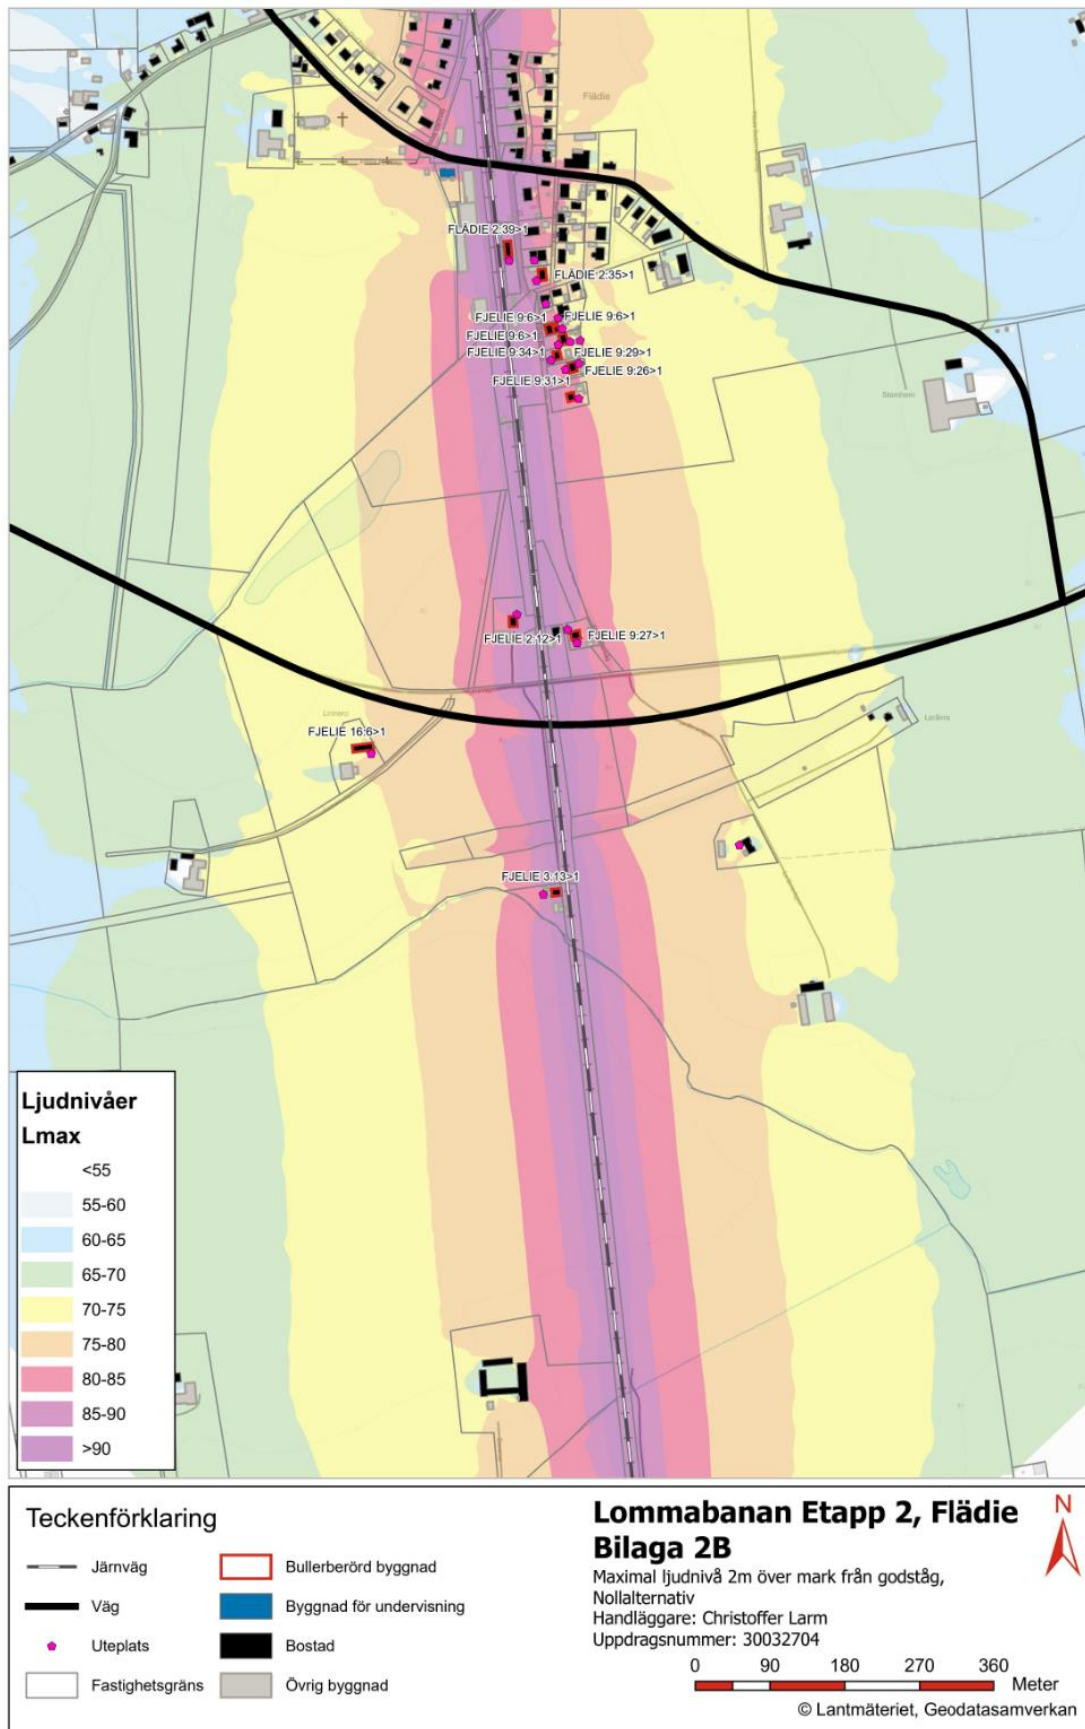 Flädie
FLÄDIE 2:39>1
FLÄDIE 2:35>1
FJELIE 9:6>1
FJELIE 9:6>1
FJELIE 9:6>1
FJELIE 9:34>1
FJELIE 9:29>1
FJELIE 9:26>1
FJELIE 9:31>1
Stamhem
FJELIE 2:12>1
FJELIE 9:27>1
FJELIE 16:6>1
FJELIE 3:13>1
Ljudnivåer
Lmax
<55
55-60
60-65
65-70
70-75
75-80
80-85
85-90
>90
Teckenförklaring
Järnväg
Väg
Uteplats
Fastighetsgräns
Bullerberörd byggnad
Byggnad för undervisning
Bostad
Övrig byggnad
Lommabanan Etapp 2, Flädie
Bilaga 2B
Maximal ljudnivå 2m över mark från godståg,
Nollalternativ
Handläggare: Christoffer Larm
Uppdragsnummer: 30032704
N
0 90 180 270 360
Meter
© Lantmäteriet, Geodatasamverkan